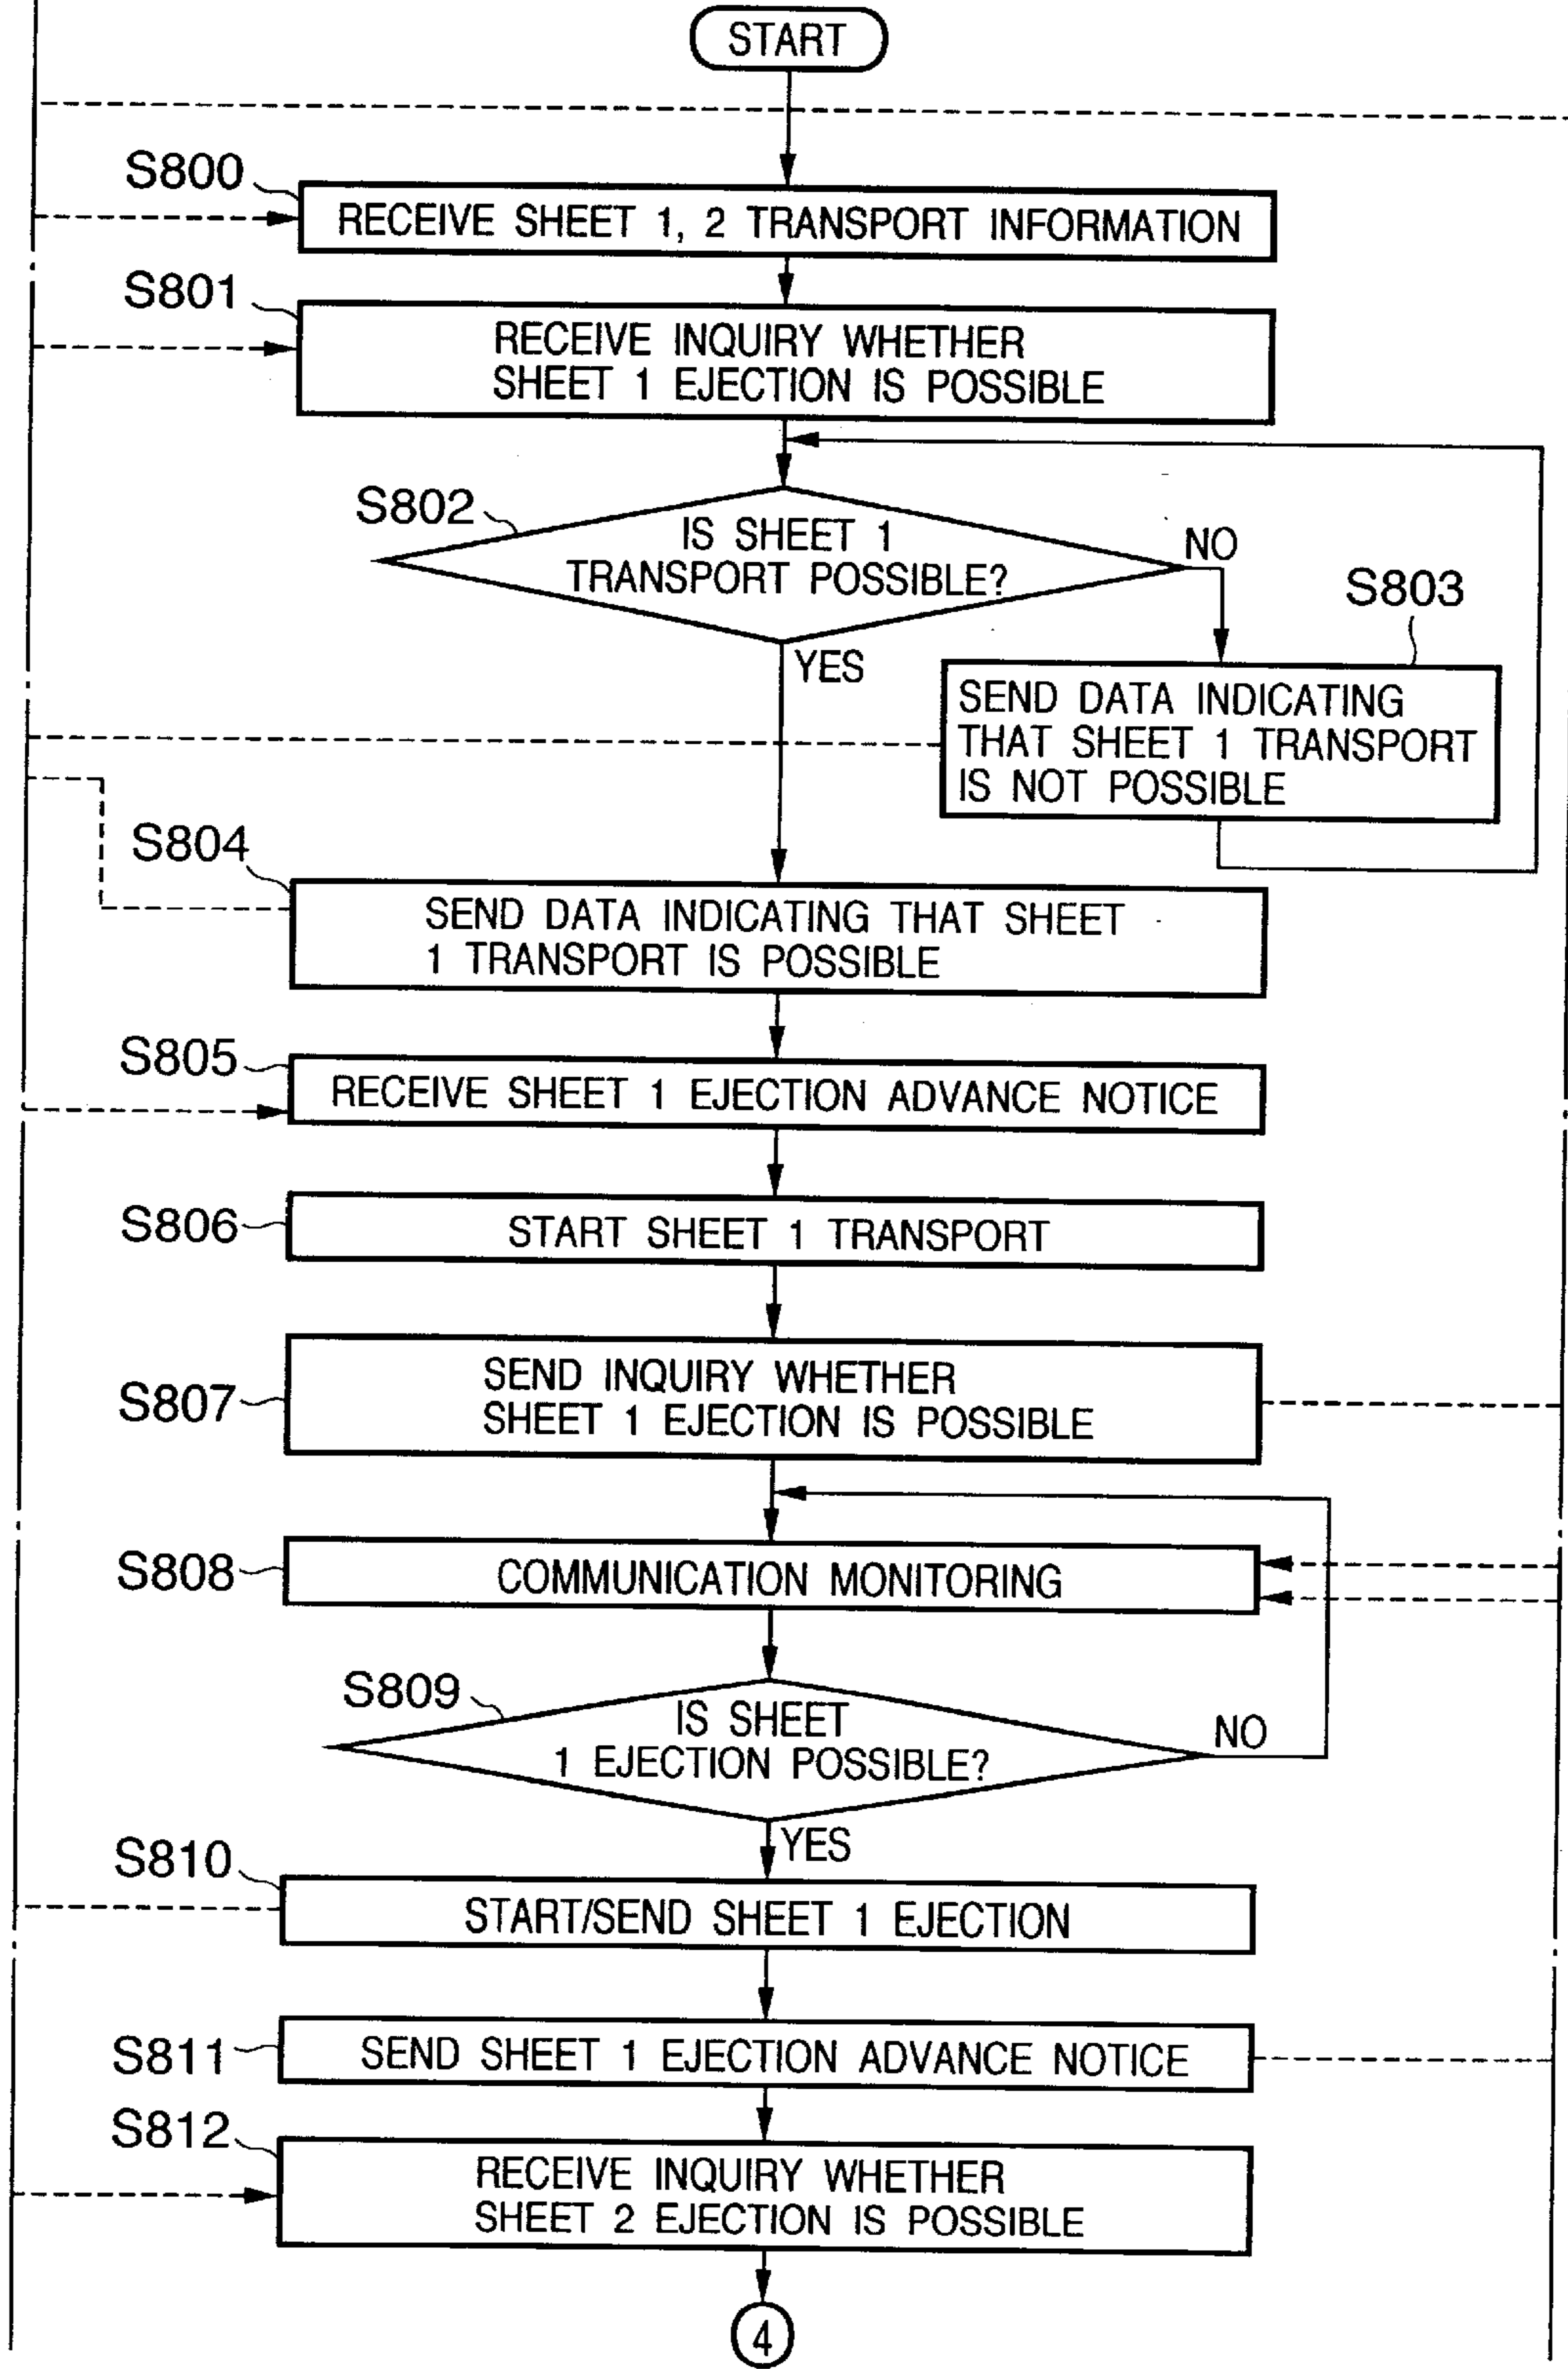 START
S800
RECEIVE SHEET 1, 2 TRANSPORT INFORMATION
S801
RECEIVE INQUIRY WHETHER
SHEET 1 EJECTION IS POSSIBLE
S802
IS SHEET 1
TRANSPORT POSSIBLE?
NO
YES
S803
SEND DATA INDICATING
THAT SHEET 1 TRANSPORT
IS NOT POSSIBLE
S804
SEND DATA INDICATING THAT SHEET
1 TRANSPORT IS POSSIBLE
S805
RECEIVE SHEET 1 EJECTION ADVANCE NOTICE
S806
START SHEET 1 TRANSPORT
S807
SEND INQUIRY WHETHER
SHEET 1 EJECTION IS POSSIBLE
S808
COMMUNICATION MONITORING
S809
IS SHEET
1 EJECTION POSSIBLE?
NO
YES
S810
START/SEND SHEET 1 EJECTION
S811
SEND SHEET 1 EJECTION ADVANCE NOTICE
S812
RECEIVE INQUIRY WHETHER
SHEET 2 EJECTION IS POSSIBLE
4